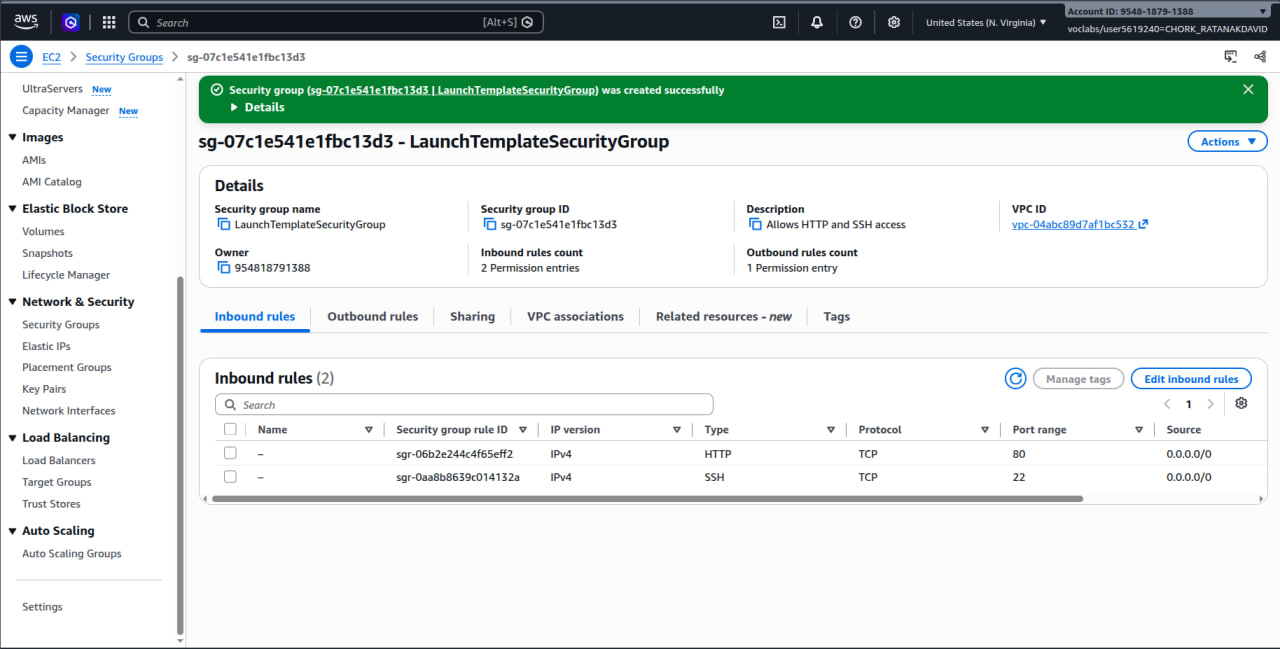 aws
Search [Alt+S]
United States (N. Virginia)
Account ID: 9548-1879-1388
voclabs/user5619240=CHORK_RATANAKDAVID
EC2 > Security Groups > sg-07c1e541e1fbc13d3
UltraServers New
Capacity Manager New
Images
AMIs
AMI Catalog
Elastic Block Store
Volumes
Snapshots
Lifecycle Manager
Network & Security
Security Groups
Elastic IPs
Placement Groups
Key Pairs
Network Interfaces
Load Balancing
Load Balancers
Target Groups
Trust Stores
Auto Scaling
Auto Scaling Groups
Settings
Security group (sg-07c1e541e1fbc13d3 | LaunchTemplateSecurityGroup) was created successfully
Details
sg-07c1e541e1fbc13d3 - LaunchTemplateSecurityGroup
Actions
Details
Security group name
LaunchTemplateSecurityGroup
Security group ID
sg-07c1e541e1fbc13d3
Description
Allows HTTP and SSH access
VPC ID
vpc-04abc89d7af1bc532
Owner
954818791388
Inbound rules count
2 Permission entries
Outbound rules count
1 Permission entry
Inbound rules Outbound rules Sharing VPC associations Related resources - new Tags
Inbound rules (2)
Manage tags
Edit inbound rules
Search
1
Name Security group rule ID IP version Type Protocol Port range Source
– sgr-06b2e244c4f65eff2 IPv4 HTTP TCP 80 0.0.0.0/0
– sgr-0aa8b8639c014132a IPv4 SSH TCP 22 0.0.0.0/0